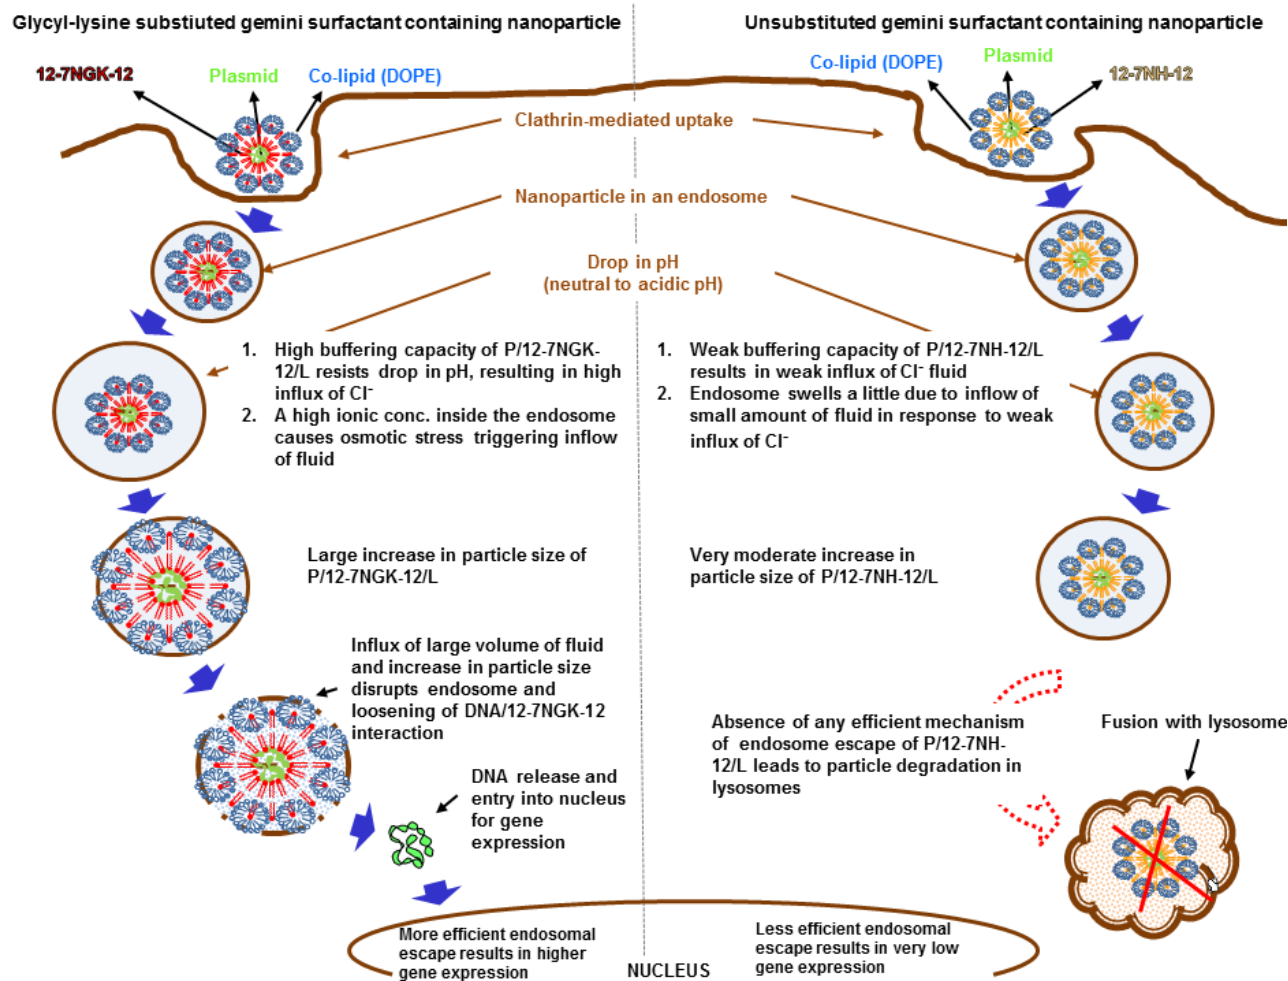 Glycyl-lysine substiuted gemini surfactant containing nanoparticle
Unsubstituted gemini surfactant containing nanoparticle
12-7NGK-12
Plasmid
Co-lipid (DOPE)
Co-lipid (DOPE)
Plasmid
12-7NH-12
Clathrin-mediated uptake
Nanoparticle in an endosome
Drop in pH
(neutral to acidic pH)
1. High buffering capacity of P/12-7NGK-
12/L resists drop in pH, resulting in high
influx of Cl⁻
2. A high ionic conc. inside the endosome
causes osmotic stress triggering inflow
of fluid
1. Weak buffering capacity of P/12-7NH-12/L
results in weak influx of Cl⁻ fluid
2. Endosome swells a little due to inflow of
small amount of fluid in response to weak
influx of Cl⁻
Large increase in particle size of
P/12-7NGK-12/L
Very moderate increase in
particle size of P/12-7NH-12/L
Influx of large volume of fluid
and increase in particle size
disrupts endosome and
loosening of DNA/12-7NGK-12
interaction
Absence of any efficient mechanism
of endosome escape of P/12-7NH-
12/L leads to particle degradation in
lysosomes
Fusion with lysosome
DNA release and
entry into nucleus
for gene
expression
More efficient endosomal
escape results in higher
gene expression
Less efficient endosomal
escape results in very low
gene expression
NUCLEUS